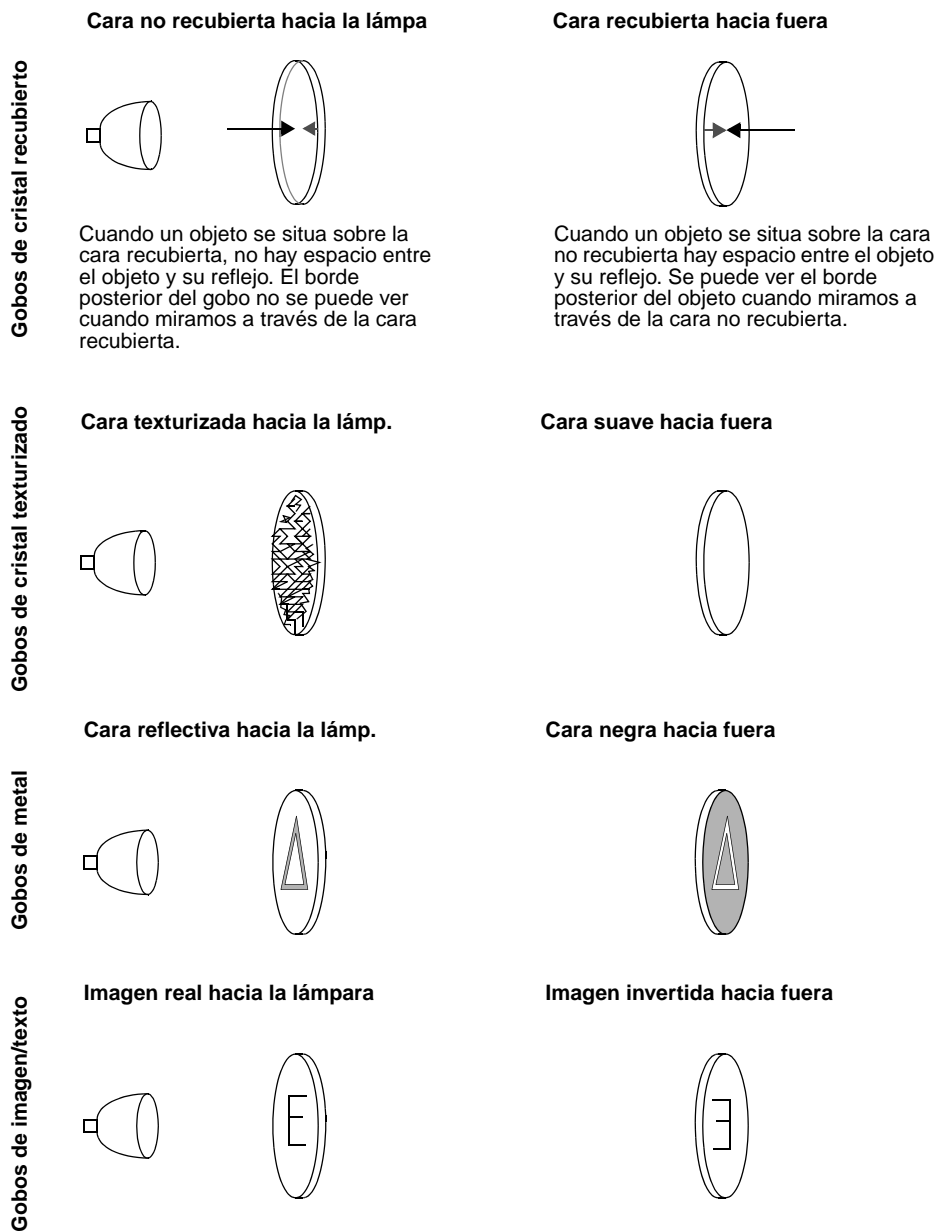 Cara no recubierta hacia la lámpa
Cara recubierta hacia fuera
Gobos de cristal recubierto
Cuando un objeto se situa sobre la
cara recubierta, no hay espacio entre
el objeto y su reflejo. El borde
posterior del gobo no se puede ver
cuando miramos a través de la cara
recubierta.
Cuando un objeto se situa sobre la cara
no recubierta hay espacio entre el objeto
y su reflejo. Se puede ver el borde
posterior del objeto cuando miramos a
través de la cara no recubierta.
Gobos de cristal texturizado
Cara texturizada hacia la lámp.
Cara suave hacia fuera
Gobos de metal
Cara reflectiva hacia la lámp.
Cara negra hacia fuera
Gobos de imagen/texto
Imagen real hacia la lámpara
Imagen invertida hacia fuera
E
E